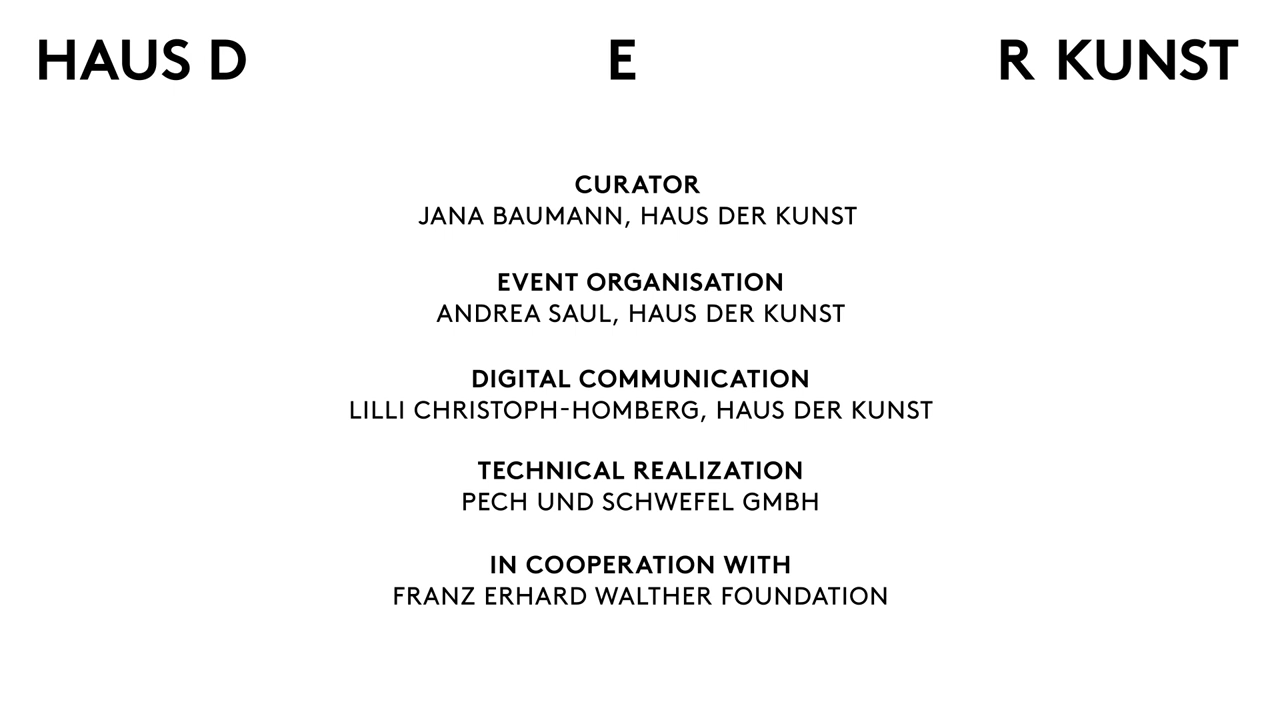 HAUS D E R KUNST
CURATOR
JANA BAUMANN, HAUS DER KUNST
EVENT ORGANISATION
ANDREA SAUL, HAUS DER KUNST
DIGITAL COMMUNICATION
LILLI CHRISTOPH-HOMBERG, HAUS DER KUNST
TECHNICAL REALIZATION
PECH UND SCHWEFEL GMBH
IN COOPERATION WITH
FRANZ ERHARD WALTHER FOUNDATION